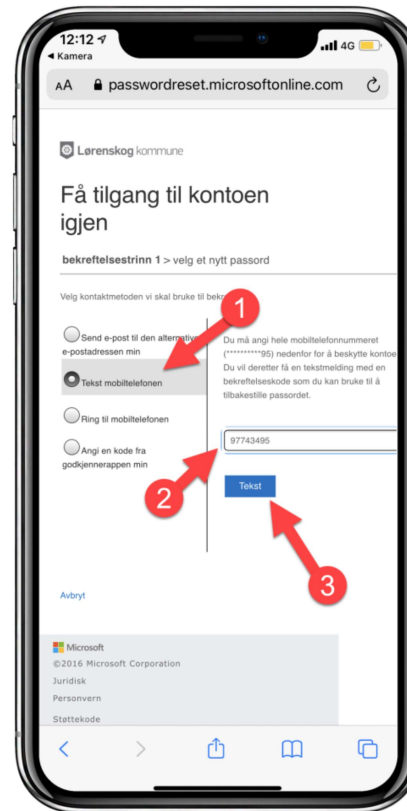 12:12
4G
◀ Kamera
AA passwordreset.microsoftonline.com
Lørenskog kommune
Få tilgang til kontoen
igjen
bekreftelsestrinn 1 > velg et nytt passord
Velg kontaktmetoden vi skal bruke til
1
Send e-post til den
e-postadressen min
Tekst mobiltelefonen
Ring til mobiltelefonen
Angi en kode fra
godkjennerappen min
Du må angi hele mobiltelefonnummeret
(**********95) nedenfor for å beskytte
Du vil deretter få en tekstmelding med en
bekreftelseskode som du kan bruke til å
tilbakestille passordet.
97743495
2
Tekst
3
Avbryt
Microsoft
©2016 Microsoft Corporation
Juridisk
Personvern
Støttekode